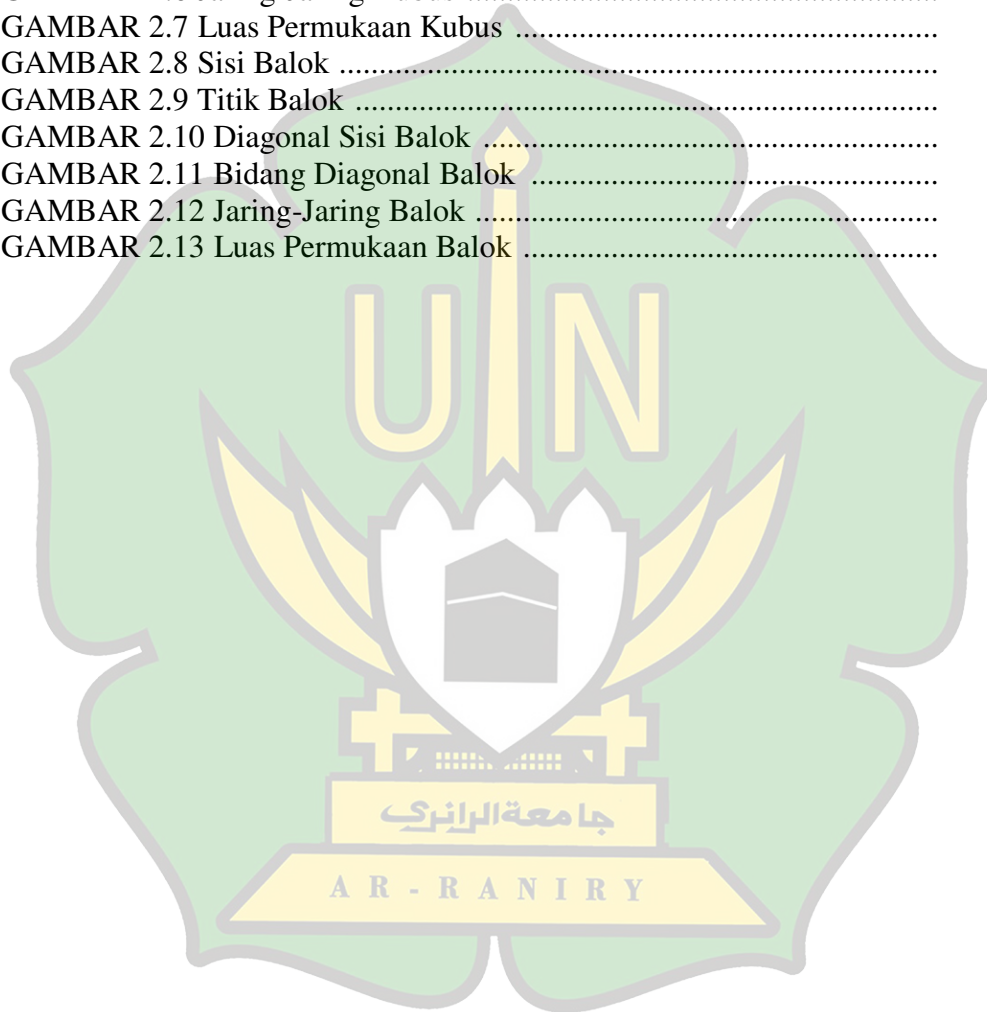 GAMBAR 2.7 Luas Permukaan Kubus ......................................................
GAMBAR 2.8 Sisi Balok .............................................................................
GAMBAR 2.9 Titik Balok ...........................................................................
GAMBAR 2.10 Diagonal Sisi Balok ..........................................................
GAMBAR 2.11 Bidang Diagonal Balok ....................................................
GAMBAR 2.12 Jaring-Jaring Balok ...........................................................
GAMBAR 2.13 Luas Permukaan Balok .....................................................
UIN
جامعة الرانري
AR-RANIRY